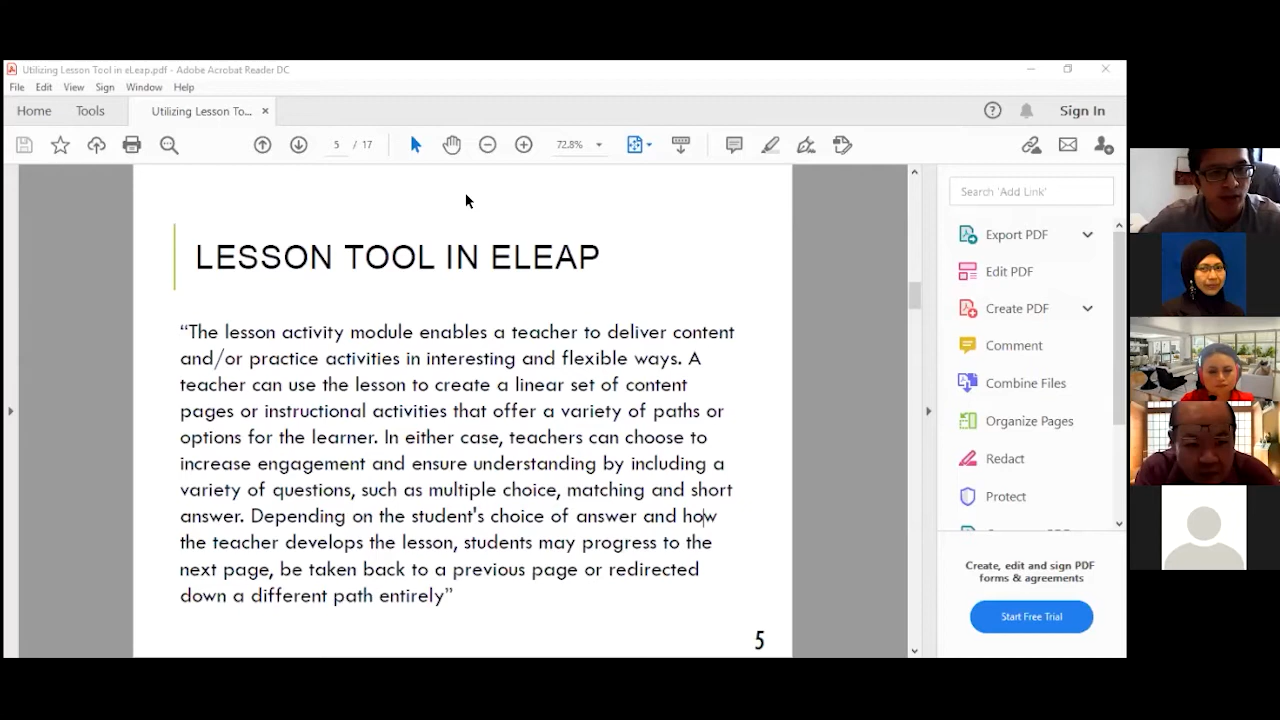 Utilizing Lesson Tool in eLeap.pdf - Adobe Acrobat Reader DC
File Edit View Sign Window Help
Home Tools Utilizing Lesson To... × Sign In
5 / 17 72.8%
Search 'Add Link'
LESSON TOOL IN ELEAP
“The lesson activity module enables a teacher to deliver content
and/or practice activities in interesting and flexible ways. A
teacher can use the lesson to create a linear set of content
pages or instructional activities that offer a variety of paths or
options for the learner. In either case, teachers can choose to
increase engagement and ensure understanding by including a
variety of questions, such as multiple choice, matching and short
answer. Depending on the student's choice of answer and how
the teacher develops the lesson, students may progress to the
next page, be taken back to a previous page or redirected
down a different path entirely”
5
Export PDF
Edit PDF
Create PDF
Comment
Combine Files
Organize Pages
Redact
Protect
Create, edit and sign PDF
forms & agreements
Start Free Trial